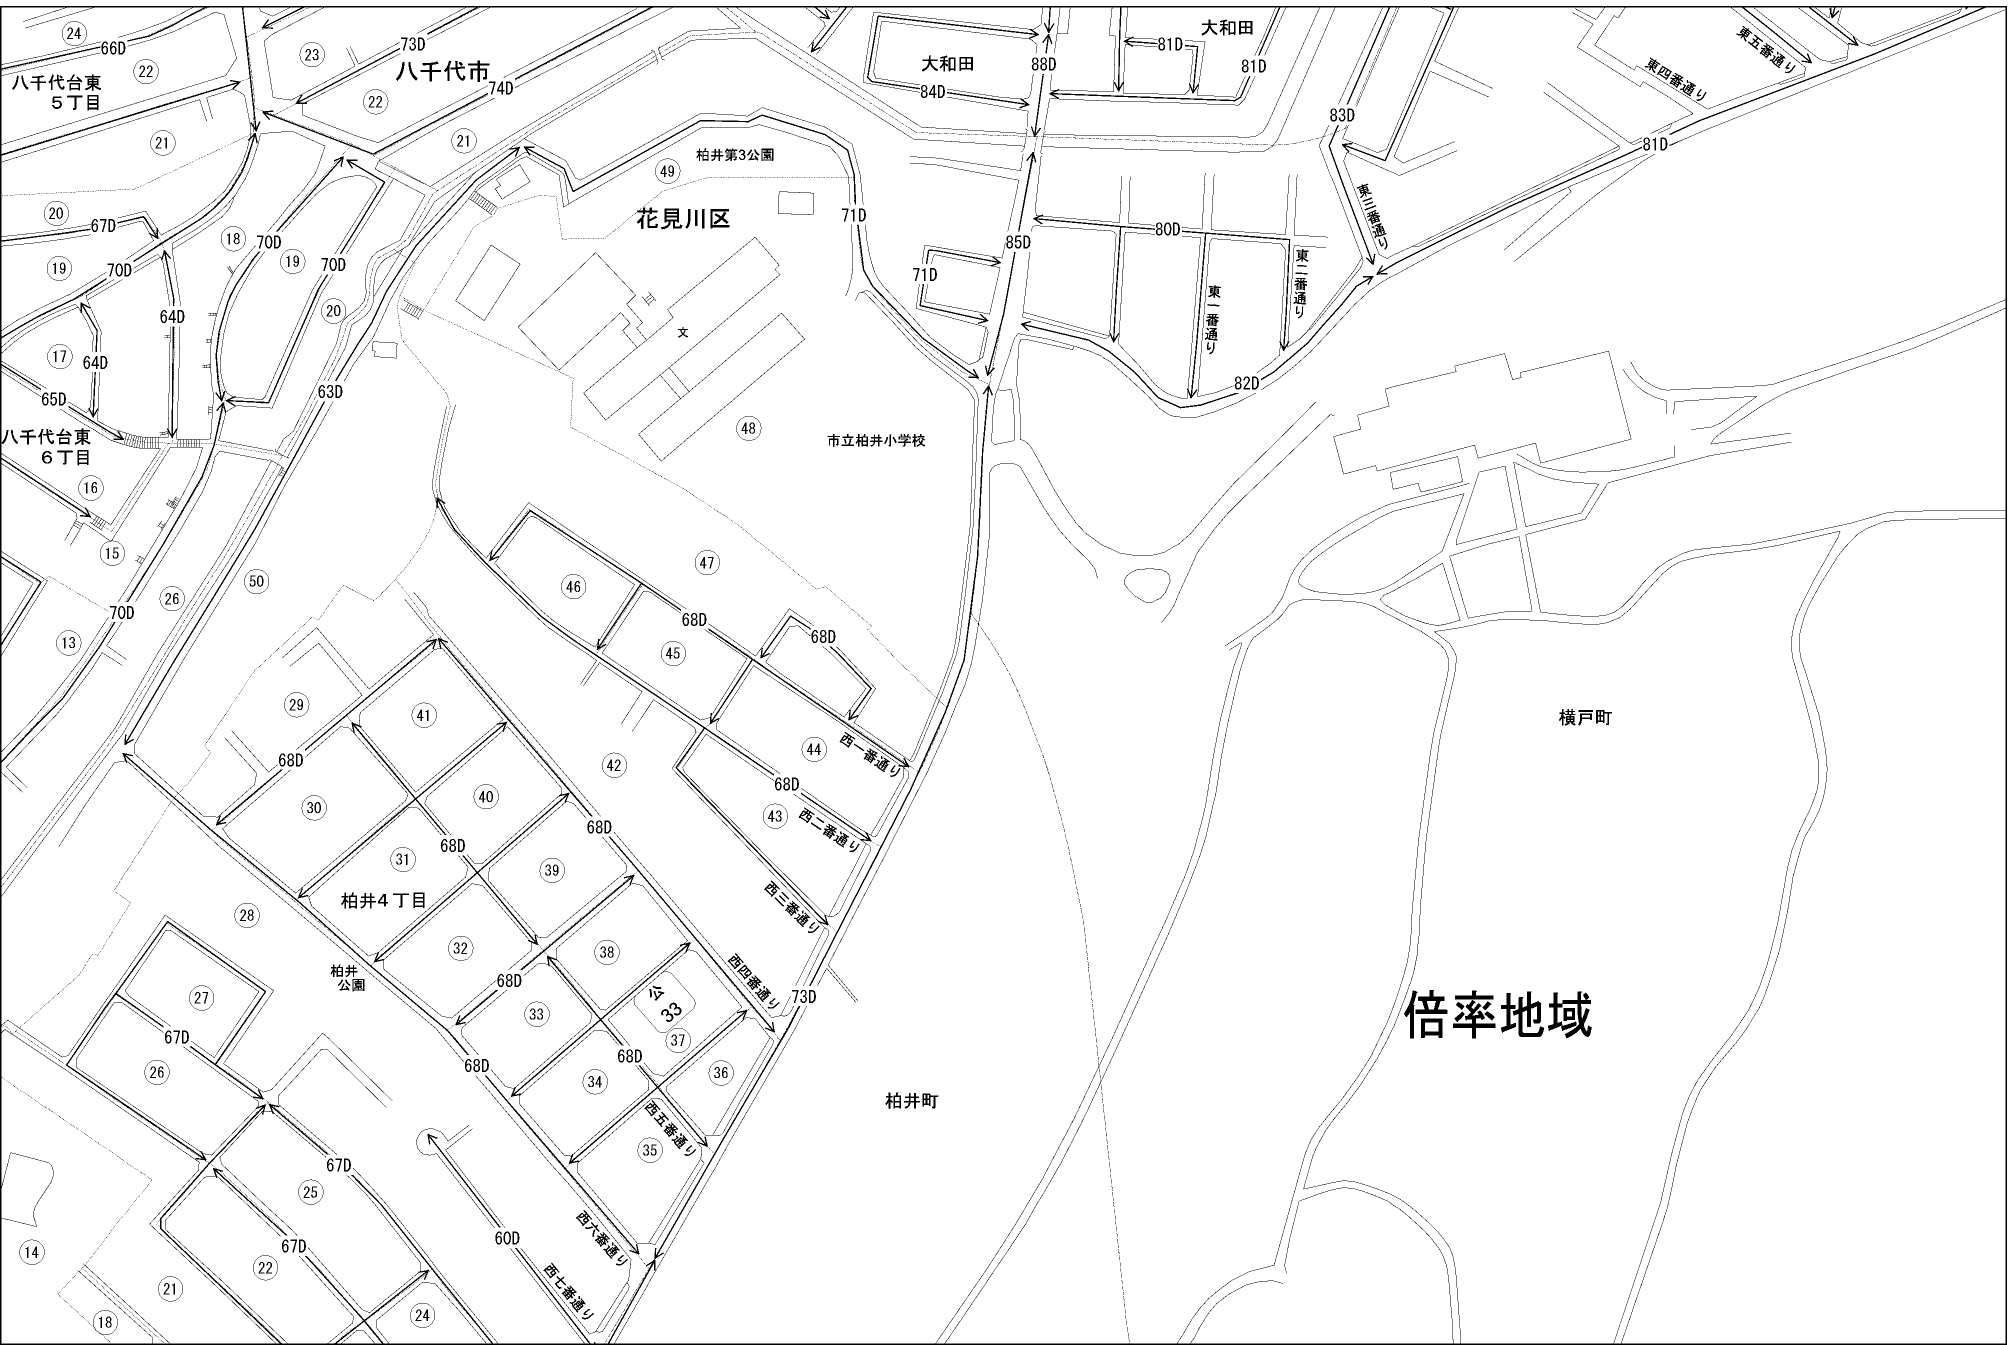 24
66D
22
23
73D
八千代市
74D
22
八千代台東
5丁目
21
21
大和田
84D
88D
大和田
81D
81D
83D
東五番通り
東四番通り
81D
柏井第3公園
49
花見川区
71D
東三番通り
20
67D
18
70D
19
70D
19
70D
20
64D
85D
80D
東二番通り
東一番通り
71D
17
64D
65D
63D
文
82D
48
市立柏井小学校
八千代台東
6丁目
16
15
26
50
70D
13
47
46
68D
45
68D
29
41
68D
30
40
42
44
西一番通り
68D
43
西二番通り
横戸町
68D
68D
31
39
柏井4丁目
西三番通り
28
32
38
柏井
公園
68D
西四番通り
73D
27
33
公
33
37
倍率地域
67D
26
68D
68D
34
36
柏井町
西五番通り
35
67D
25
14
67D
22
60D
西六番通り
21
西七番通り
18
24